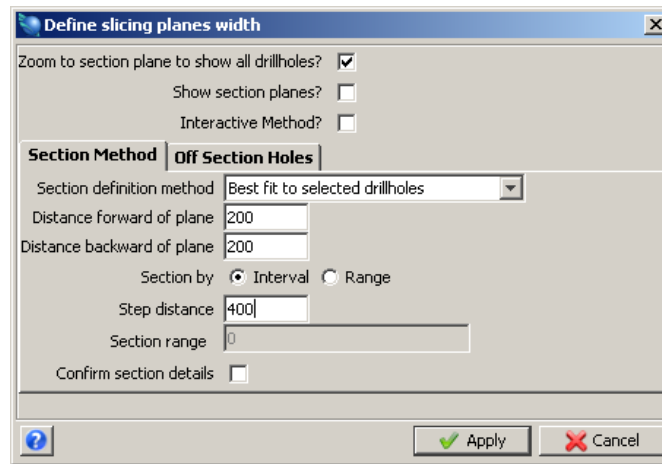 Define slicing planes width
Zoom to section plane to show all drillholes?
Show section planes?
Interactive Method?
Section Method Off Section Holes
Section definition method Best fit to selected drillholes
Distance forward of plane 200
Distance backward of plane 200
Section by Interval Range
Step distance 400
Section range 0
Confirm section details
? Apply Cancel